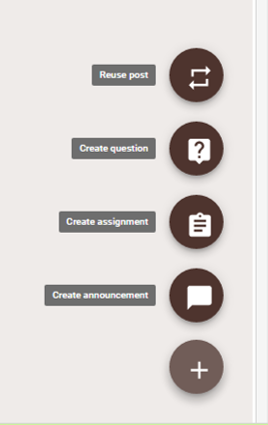 Reuse post
Create question
Create assignment
Create announcement